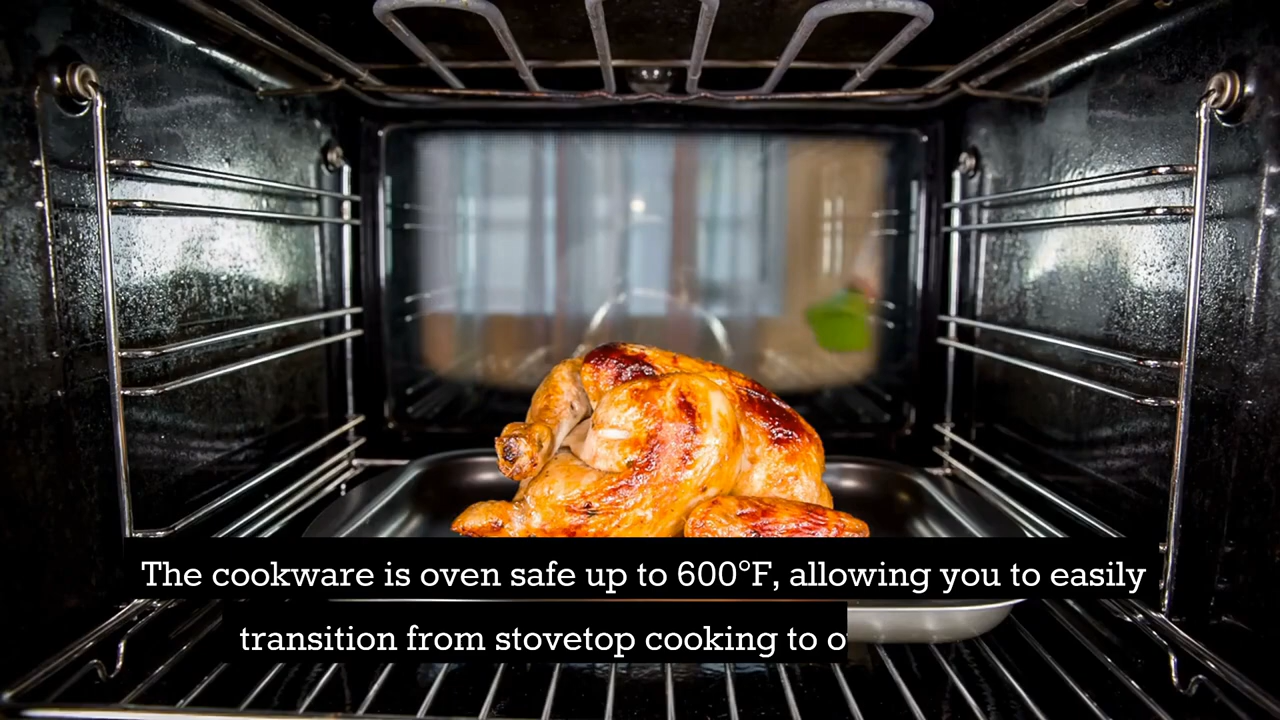 The cookware is oven safe up to 600°F, allowing you to easily
transition from stovetop cooking to o